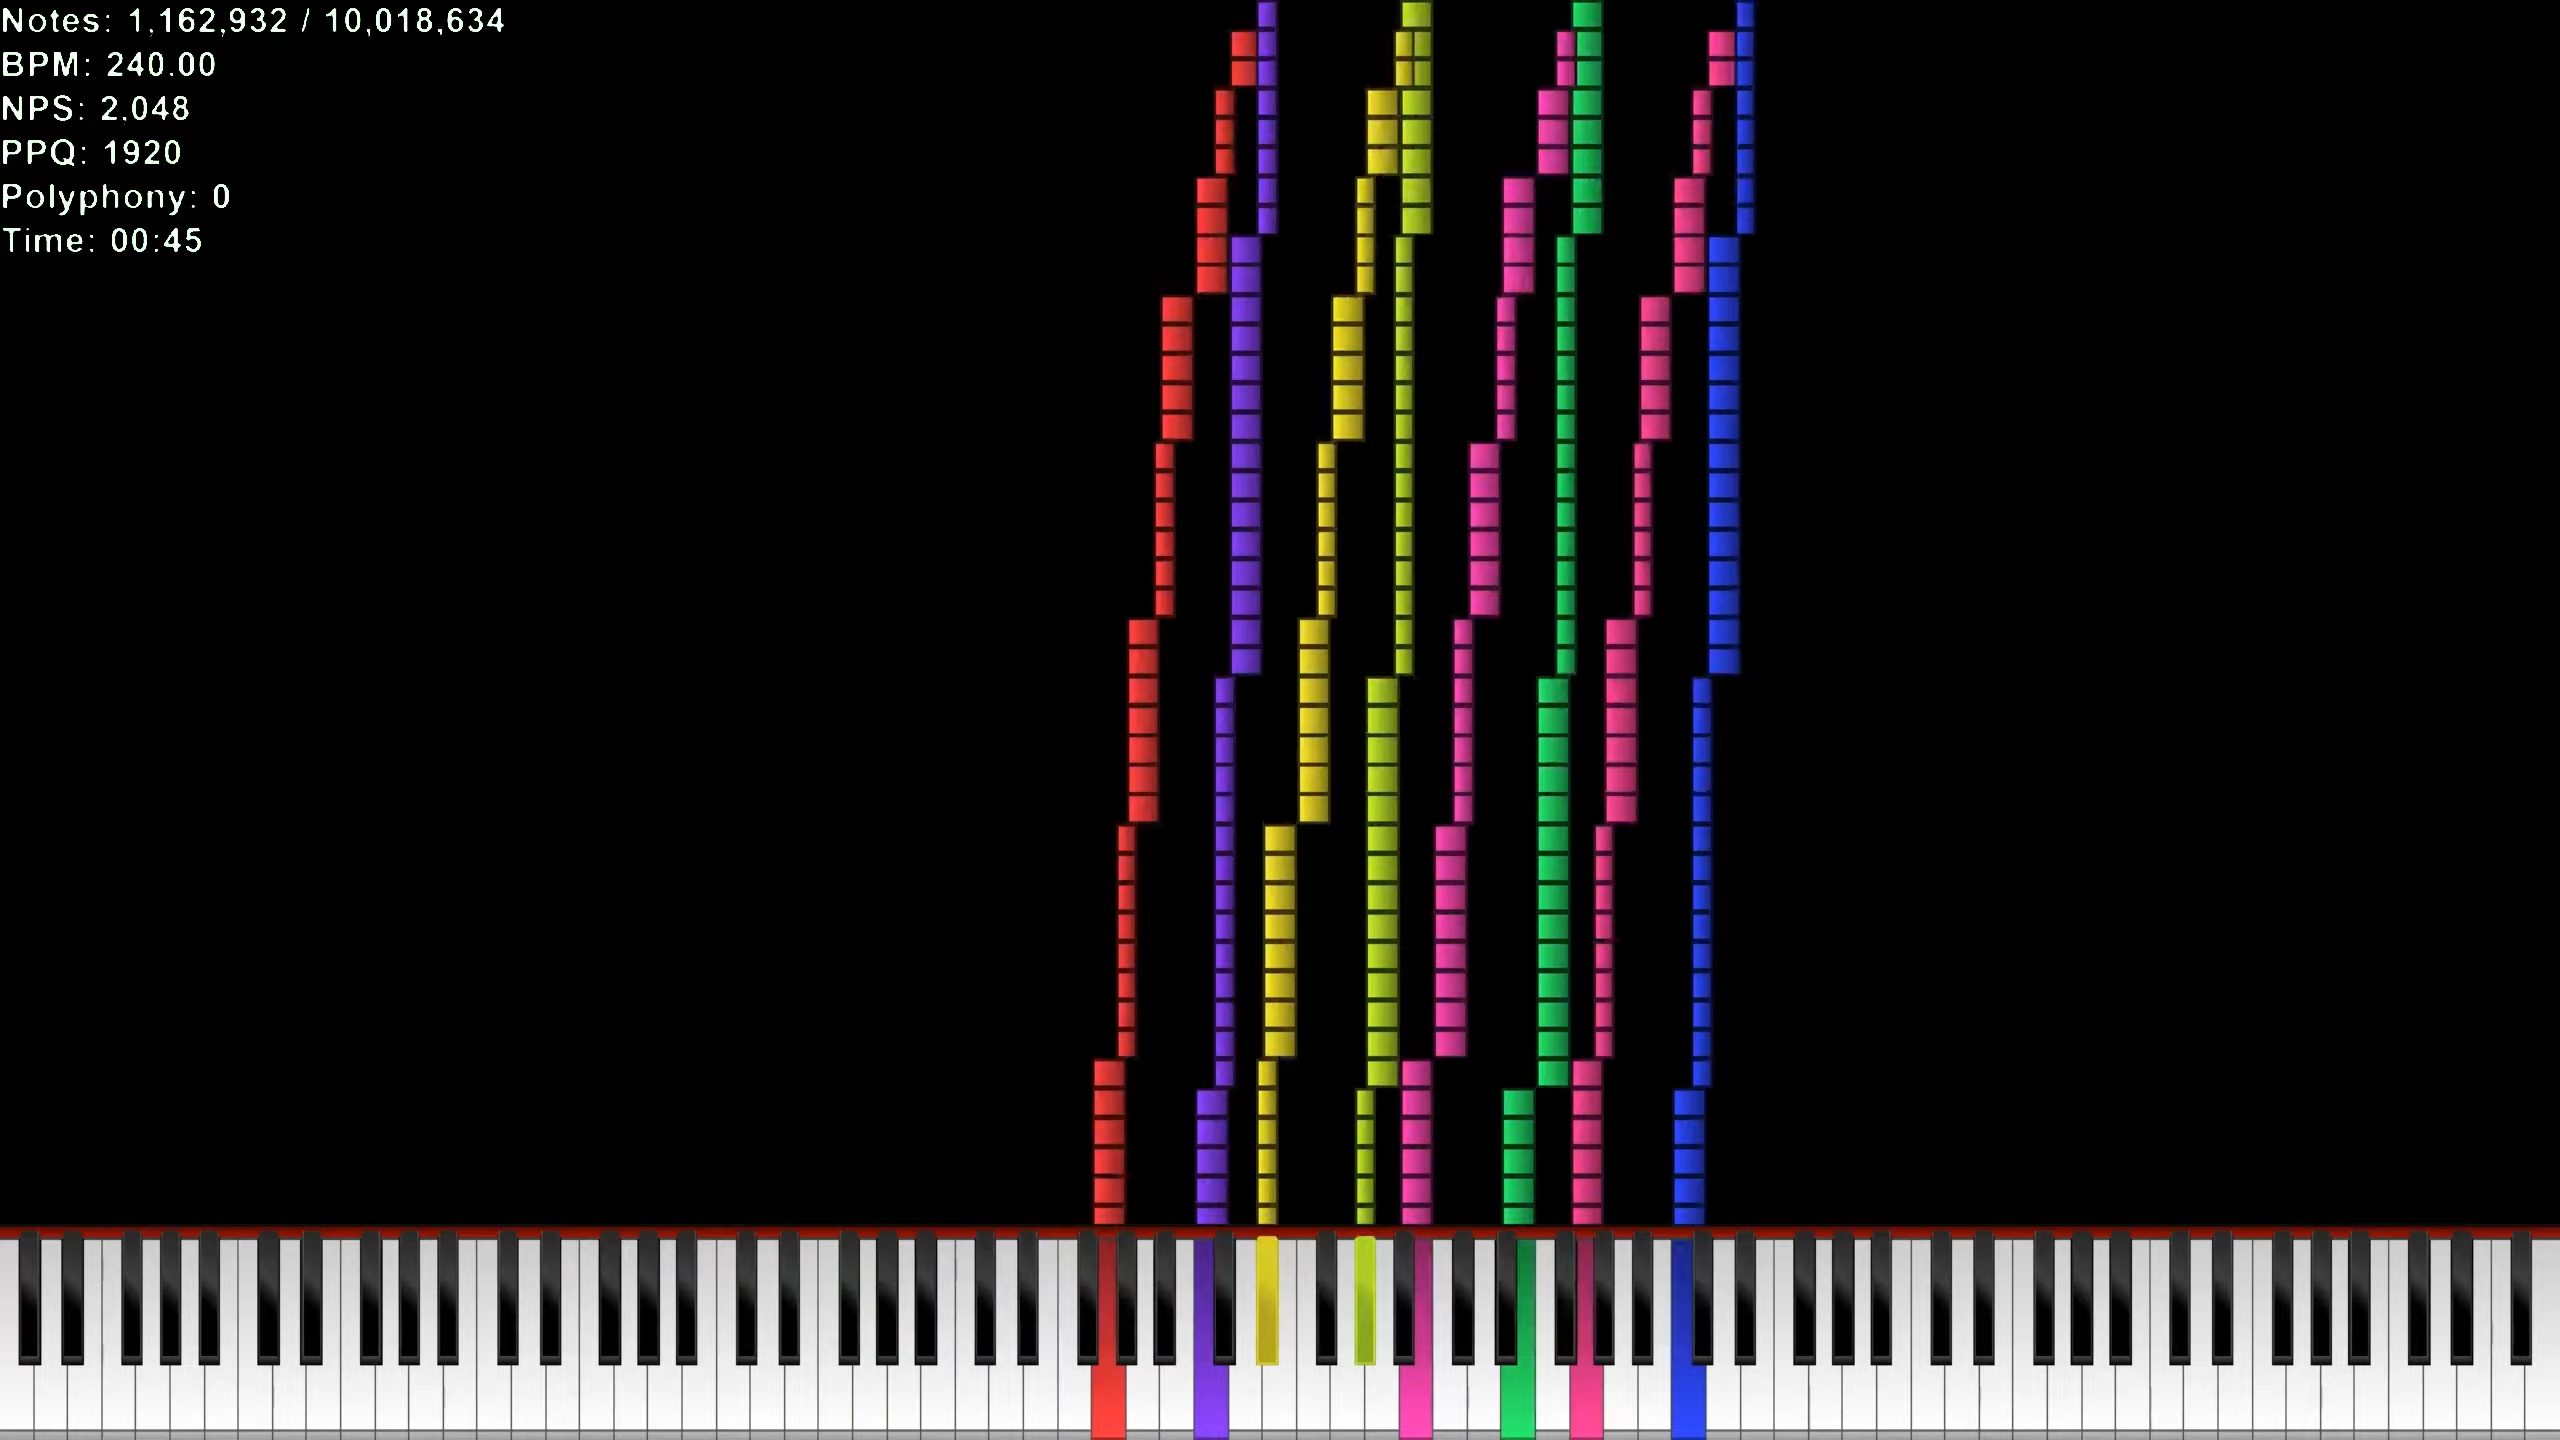 Notes: 1,162,932 / 10,018,634
BPM: 240.00
NPS: 2,048
PPQ: 1920
Polyphony: 0
Time: 00:45